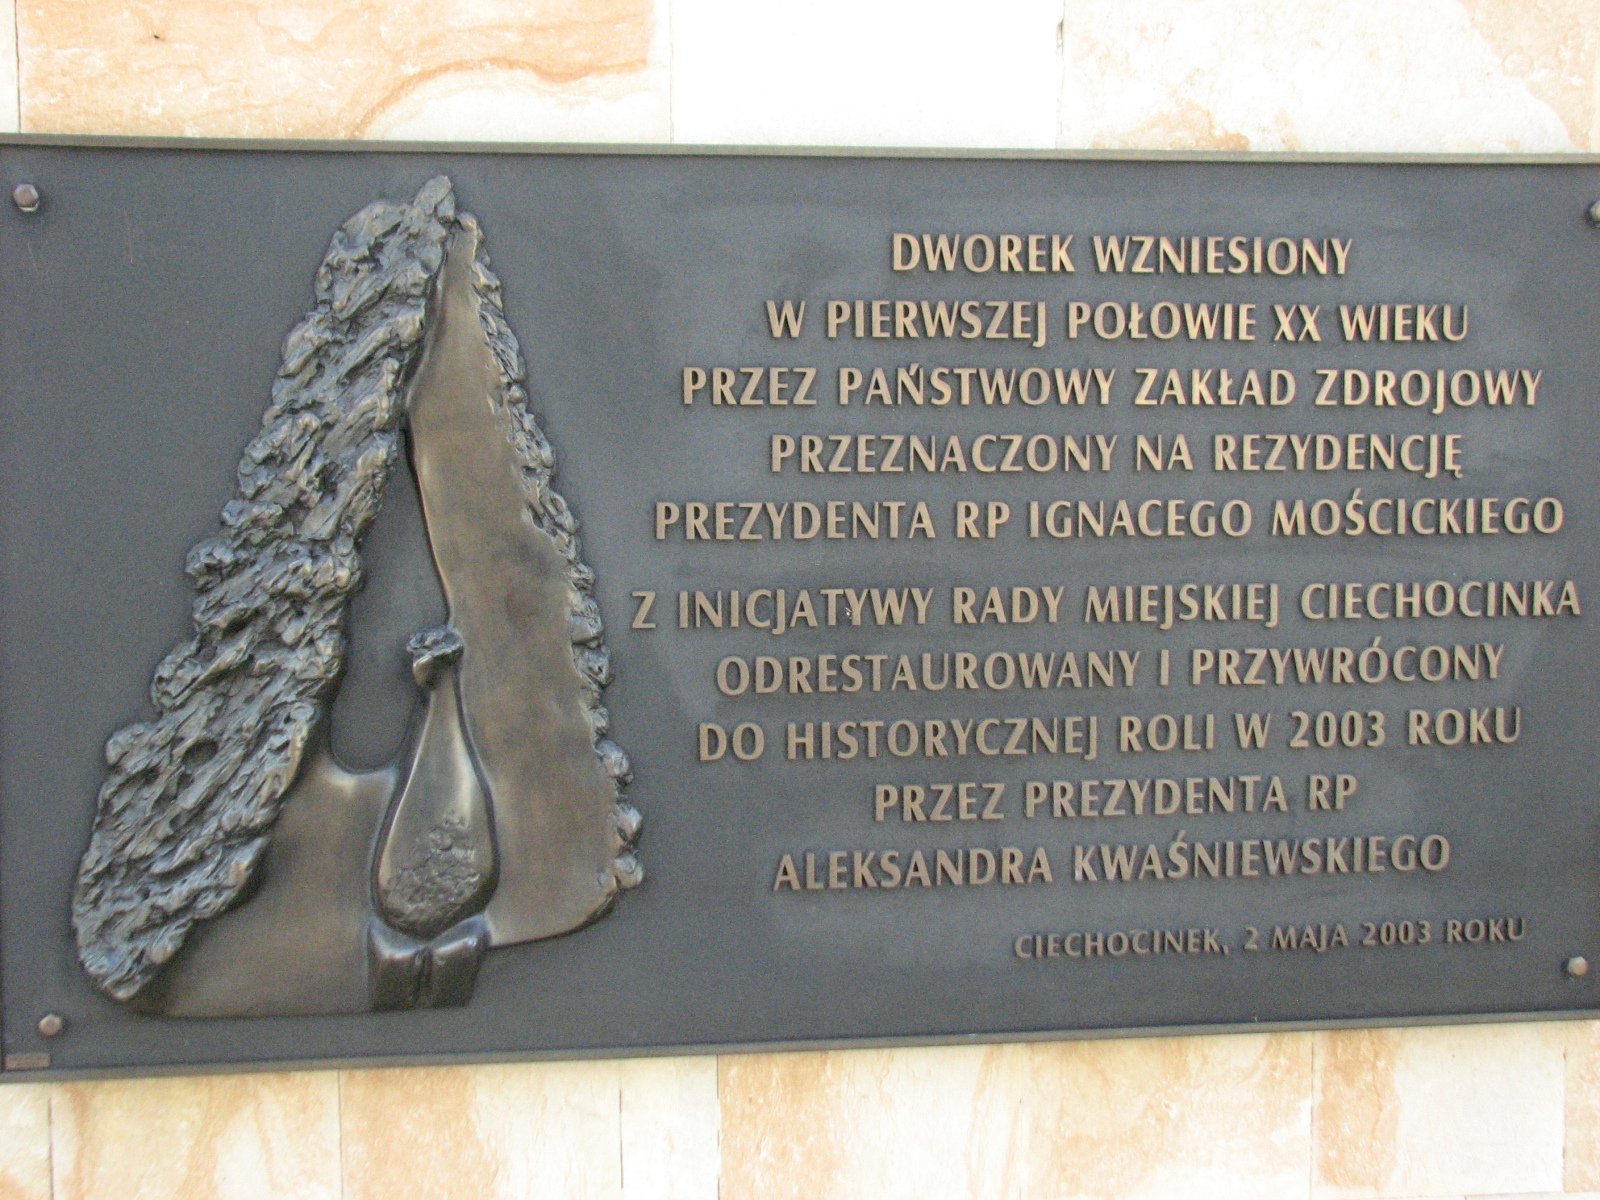 DWOREK WZNIESIONY
W PIERWSZEJ POŁOWIE XX WIEKU
PRZEZ PAŃSTWOWY ZAKŁAD ZDROJOWY
PRZEZNACZONY NA REZYDENCJĘ
PREZYDENTA RP IGNACEGO MOŚCICKIEGO
Z INICJATYWY RADY MIEJSKIEJ CIECHOCINKA
ODRESTAUROWANY I PRZYWRÓCONY
DO HISTORYCZNEJ ROLI W 2003 ROKU
PRZEZ PREZYDENTA RP
ALEKSANDRA KWAŚNIEWSKIEGO
CIECHOCINEK, 2 MAJA 2003 ROKU